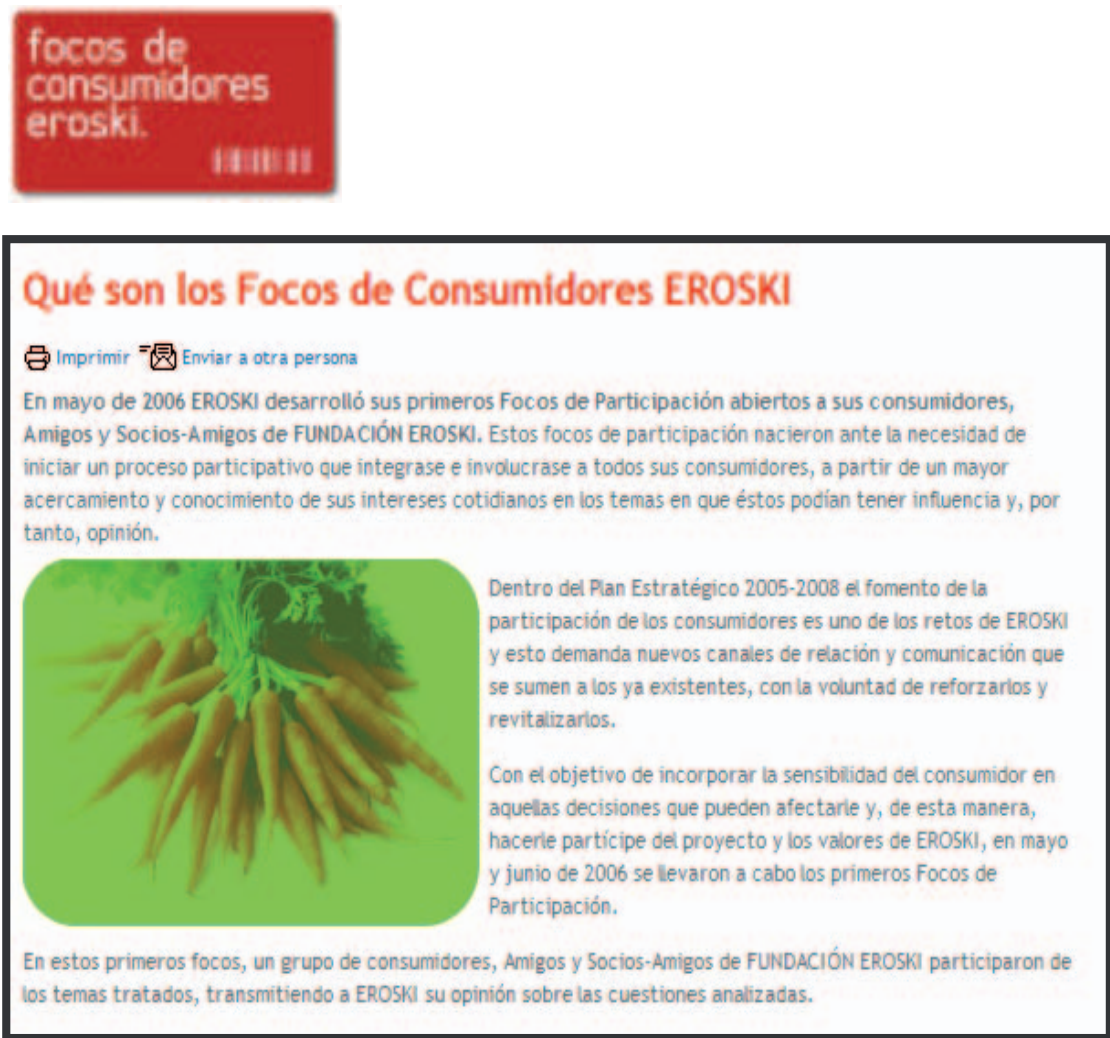 focos de
consumidores
eroski.
Qué son los Focos de Consumidores EROSKI
Imprimir Enviar a otra persona
En mayo de 2006 EROSKI desarrolló sus primeros Focos de Participación abiertos a sus consumidores,
Amigos y Socios-Amigos de FUNDACIÓN EROSKI. Estos focos de participación nacieron ante la necesidad de
iniciar un proceso participativo que integrase e involucrase a todos sus consumidores, a partir de un mayor
acercamiento y conocimiento de sus intereses cotidianos en los temas en que éstos podían tener influencia y, por
tanto, opinión.
Dentro del Plan Estratégico 2005-2008 el fomento de la
participación de los consumidores es uno de los retos de EROSKI
y esto demanda nuevos canales de relación y comunicación que
se sumen a los ya existentes, con la voluntad de reforzarlos y
revitalizarlos.
Con el objetivo de incorporar la sensibilidad del consumidor en
aquellas decisiones que pueden afectarle y, de esta manera,
hacerle partícipe del proyecto y los valores de EROSKI, en mayo
y junio de 2006 se llevaron a cabo los primeros Focos de
Participación.
En estos primeros focos, un grupo de consumidores, Amigos y Socios-Amigos de FUNDACIÓN EROSKI participaron de
los temas tratados, transmitiendo a EROSKI su opinión sobre las cuestiones analizadas.